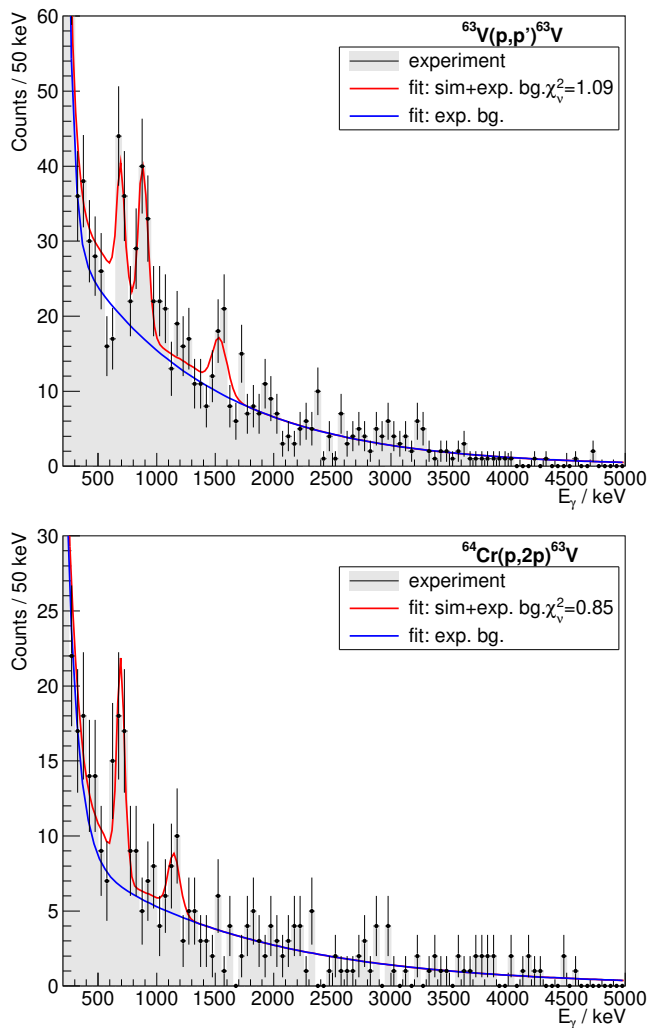 ⁶³V(p,p’)⁶³V
experiment
fit: sim+exp. bg.χ²ᵥ=1.09
fit: exp. bg.
Counts / 50 keV
60
50
40
30
20
10
0
500 1000 1500 2000 2500 3000 3500 4000 4500 5000
E_γ / keV
⁶⁴Cr(p,2p)⁶³V
experiment
fit: sim+exp. bg.χ²ᵥ=0.85
fit: exp. bg.
Counts / 50 keV
30
25
20
15
10
5
0
500 1000 1500 2000 2500 3000 3500 4000 4500 5000
E_γ / keV